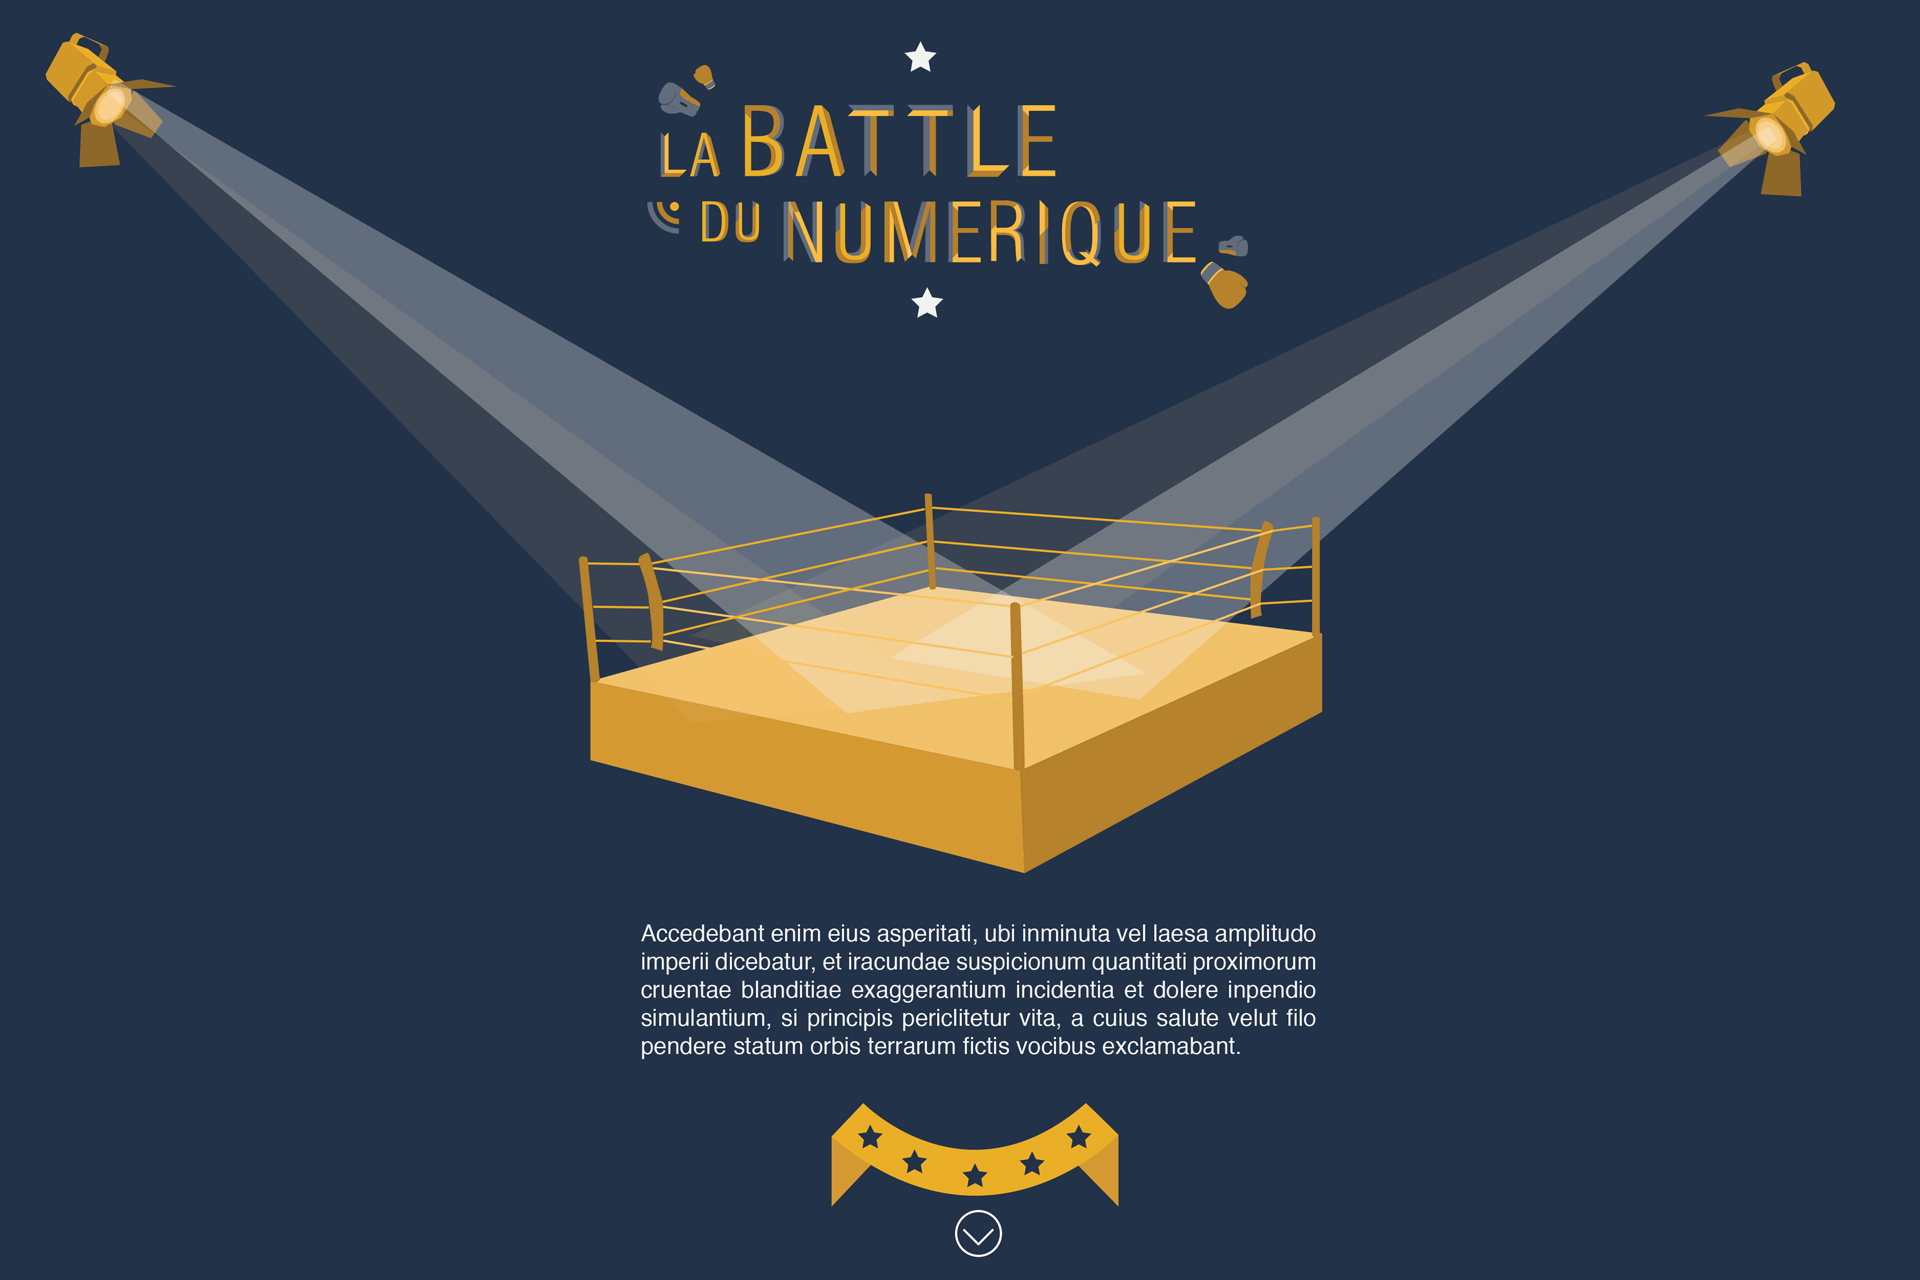 LA BATTLE
DU NUMERIQUE
Accedebant enim eius asperitati, ubi inminuta vel laesa amplitudo
imperii dicebatur, et iracundae suspicionum quantitati proximorum
cruentae blanditiae exaggerantium incidentia et dolere inpendio
simulantium, si principis periclitetur vita, a cuius salute velut filo
pendere statum orbis terrarum fictis vocibus exclamabant.